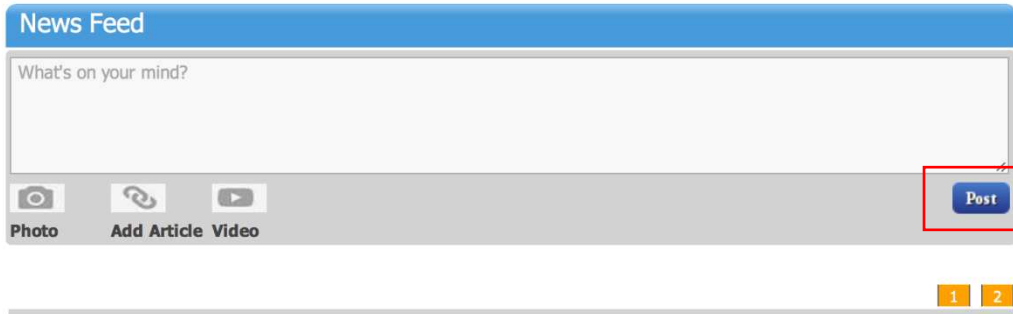 News Feed
What's on your mind?
Post
Photo Add Article Video
1 2